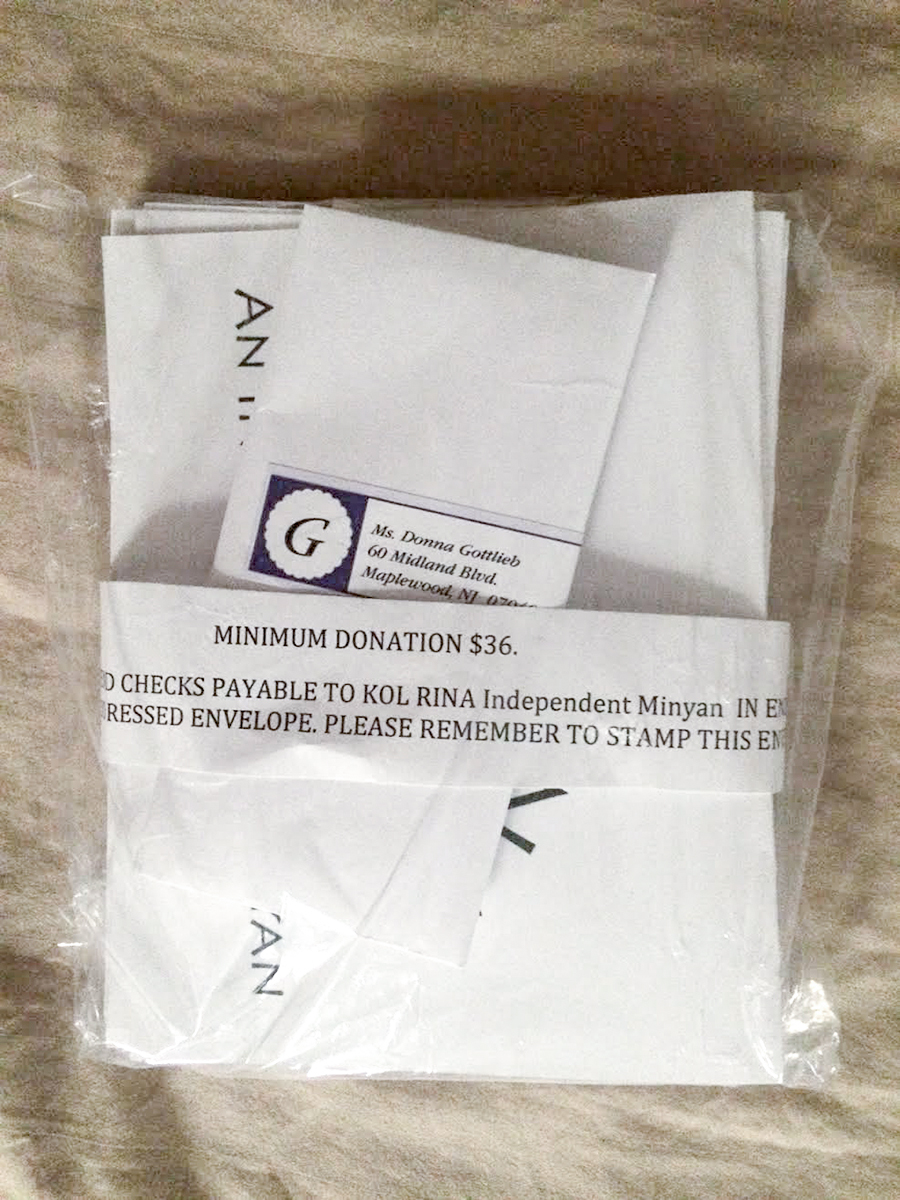 AN
G
Ms. Donna Gottlieb
60 Midland Blvd.
Maplewood, NJ
MINIMUM DONATION $36.
CHECKS PAYABLE TO KOL RINA Independent Minyan IN
ENVELOPE. PLEASE REMEMBER TO STAMP THIS